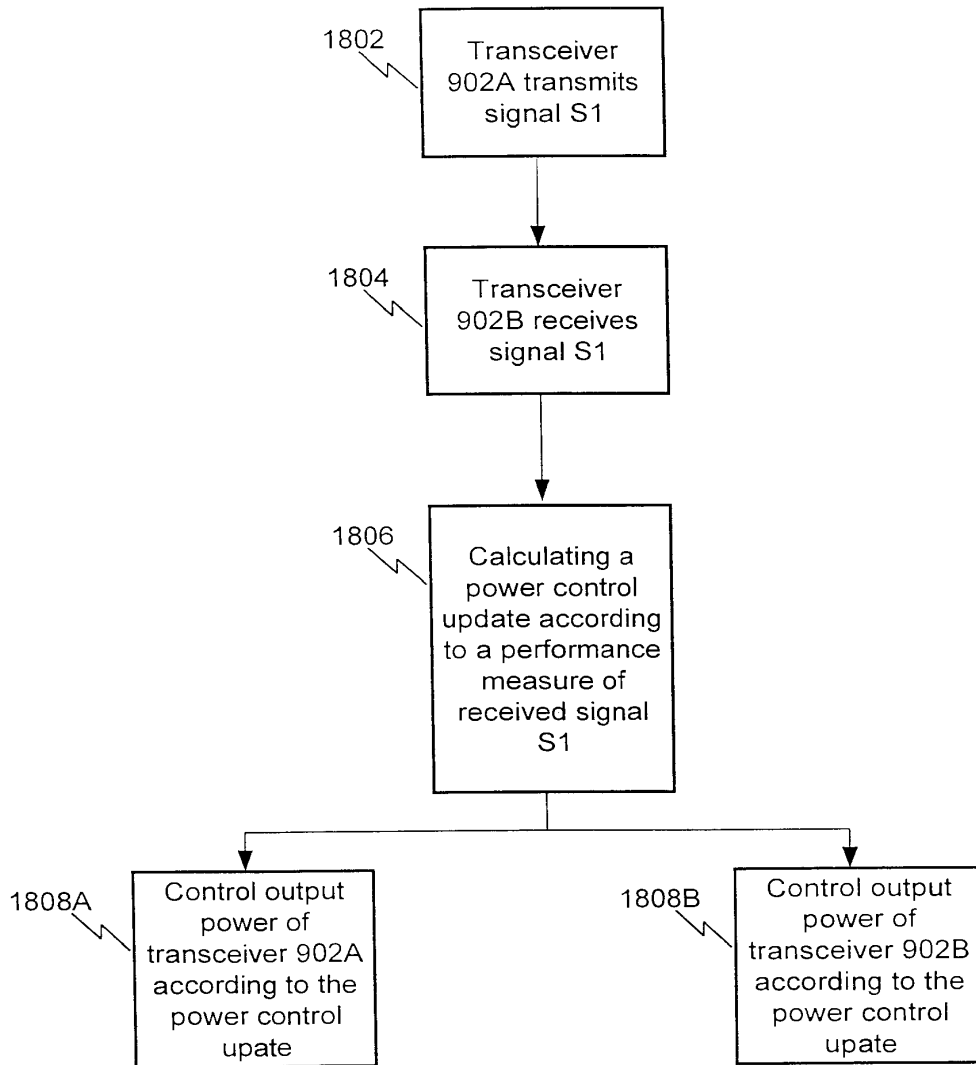 1802
Transceiver
902A transmits
signal S1
1804
Transceiver
902B receives
signal S1
1806
Calculating a
power control
update according
to a performance
measure of
received signal
S1
1808A
Control output
power of
transceiver 902A
according to the
power control
upate
1808B
Control output
power of
transceiver 902B
according to the
power control
upate